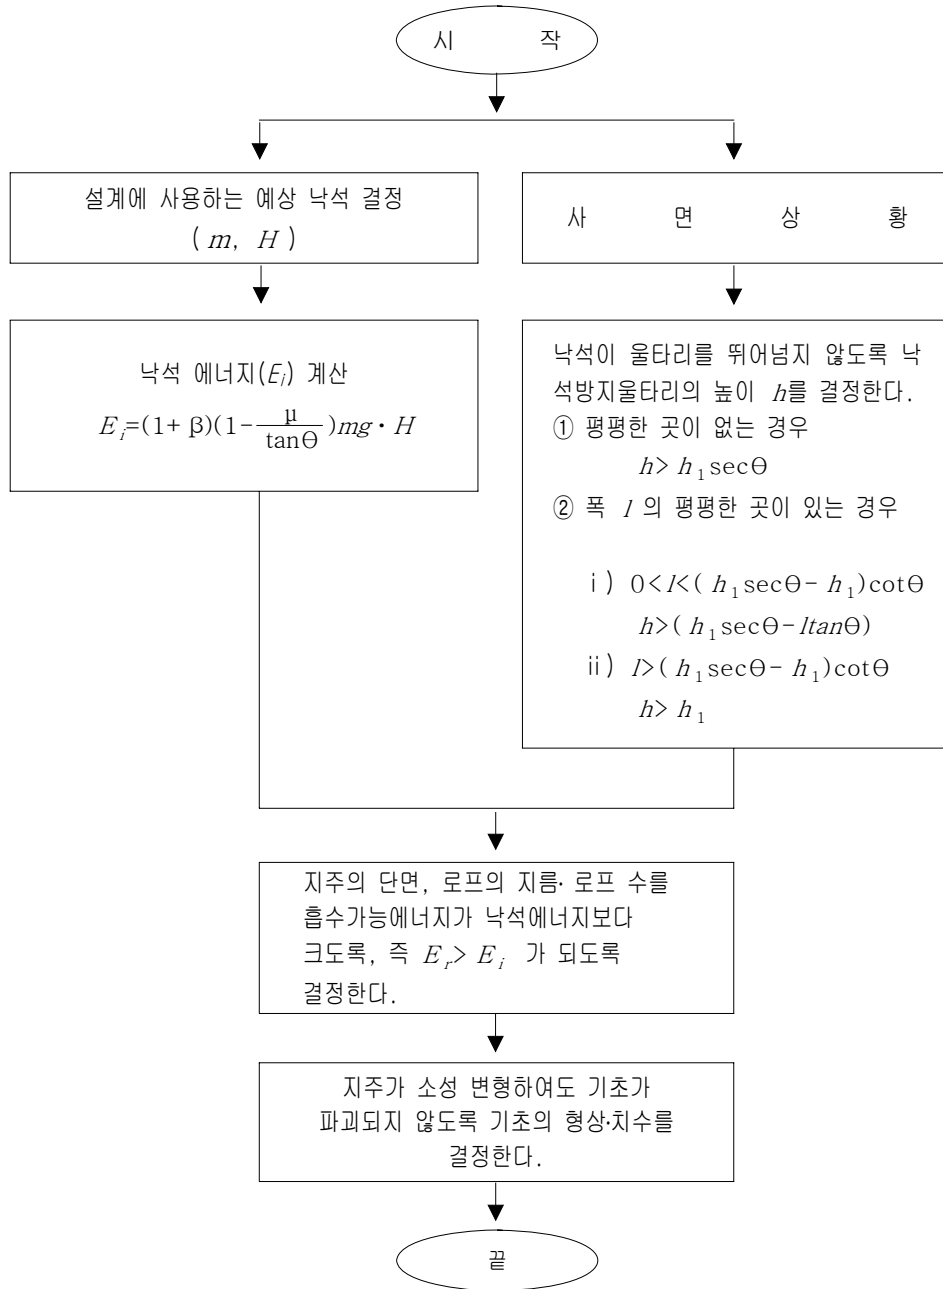 시 작
설계에 사용하는 예상 낙석 결정
( m, H )
사 면 상 황
낙석 에너지(Ei) 계산
Ei=(1+ β)(1-μ/tanθ)mg・H
낙석이 울타리를 뛰어넘지 않도록 낙
석방지울타리의 높이 h를 결정한다.
① 평평한 곳이 없는 경우
h> h1secθ
② 폭 l 의 평평한 곳이 있는 경우
ⅰ) 0<l<( h1secθ- h1)cotθ
h>( h1secθ-ltanθ)
ⅱ) l>( h1secθ- h1)cotθ
h> h1
지주의 단면, 로프의 지름· 로프 수를
흡수가능에너지가 낙석에너지보다
크도록, 즉 Er> Ei 가 되도록
결정한다.
지주가 소성 변형하여도 기초가
파괴되지 않도록 기초의 형상·치수를
결정한다.
끝